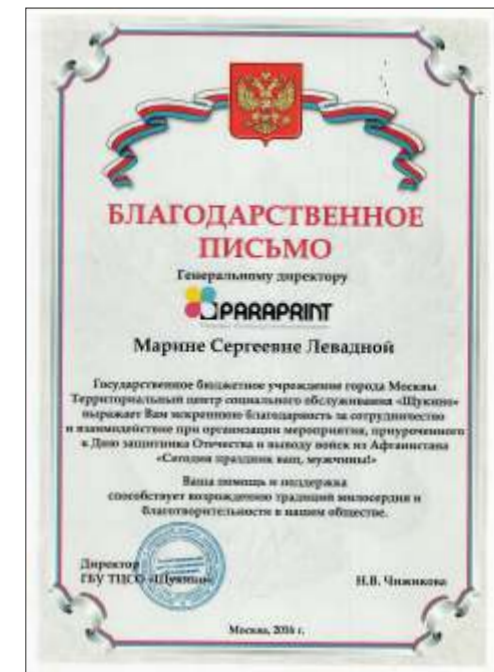 БЛАГОДАРСТВЕННОЕ
ПИСЬМО
Генеральному директору
PARAPRINT
Марине Сергеевне Левадной
Государственное бюджетное учреждение города Москвы
Территориальный центр социального обслуживания «Щукино»
выражает Вам искреннюю благодарность за сотрудничество
и взаимодействие при организации мероприятия, приуроченного
к Дню защитника Отечества и выводу войск из Афганистана
«Сегодня праздник ваш, мужчины!»
Ваша помощь и поддержка
способствует возрождению традиций милосердия и
благотворительности в нашем обществе.
Директор
ГБУ ТЦСО «Щукино»
Н.В. Чижикова
Москва, 2016 г.